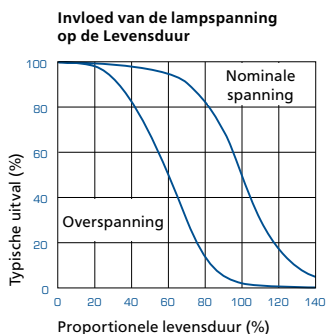 Invloed van de lampspanning
op de Levensduur
Typische uitval (%)
100
80
60
40
20
0
Nominale
spanning
Overspanning
0 20 40 60 80 100 120 140
Proportionele levensduur (%)